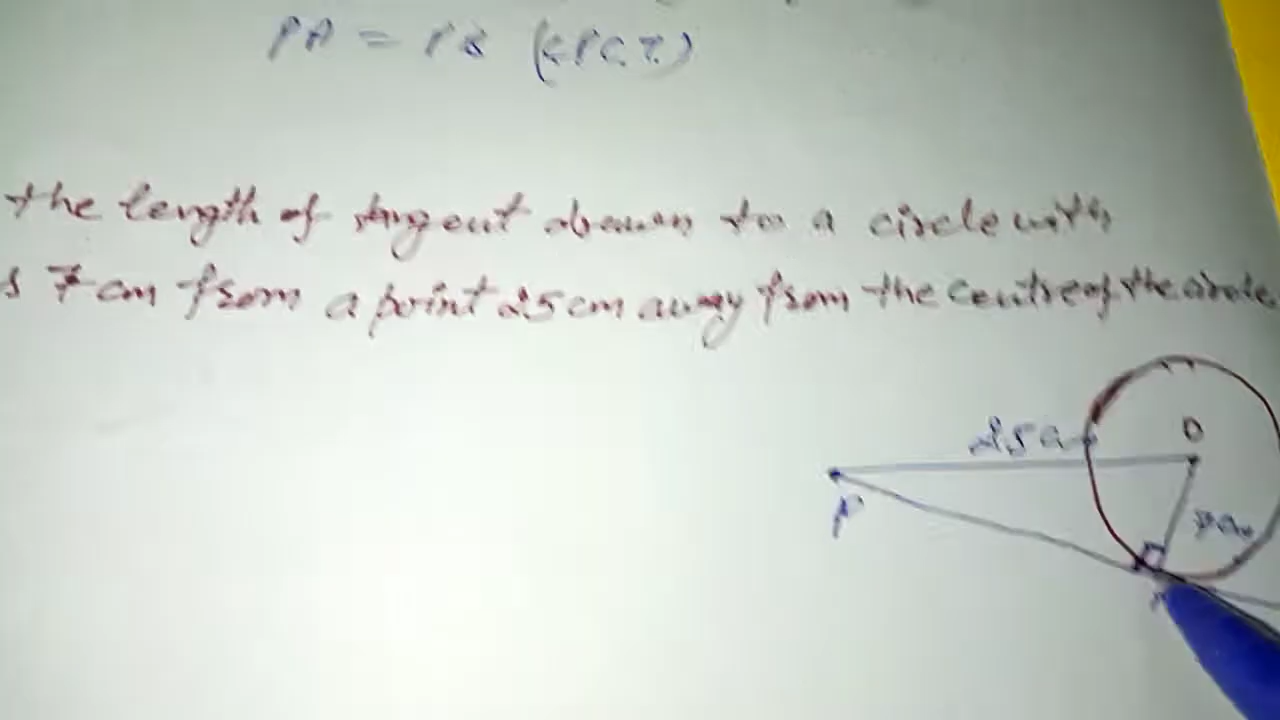 PA = PB (C.P.C.T.)
the length of tangent drawn to a circle with
s 7 cm from a point 25 cm away from the centre of the circle.
25 cm
O
P
7 cm